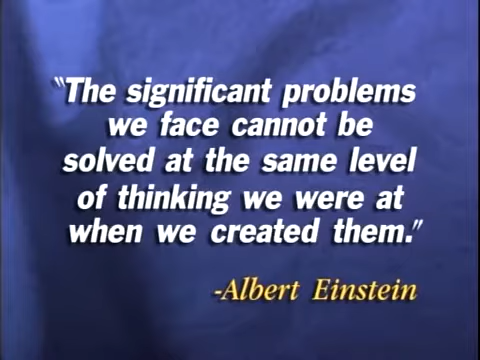 “The significant problems
we face cannot be
solved at the same level
of thinking we were at
when we created them.”
-Albert Einstein